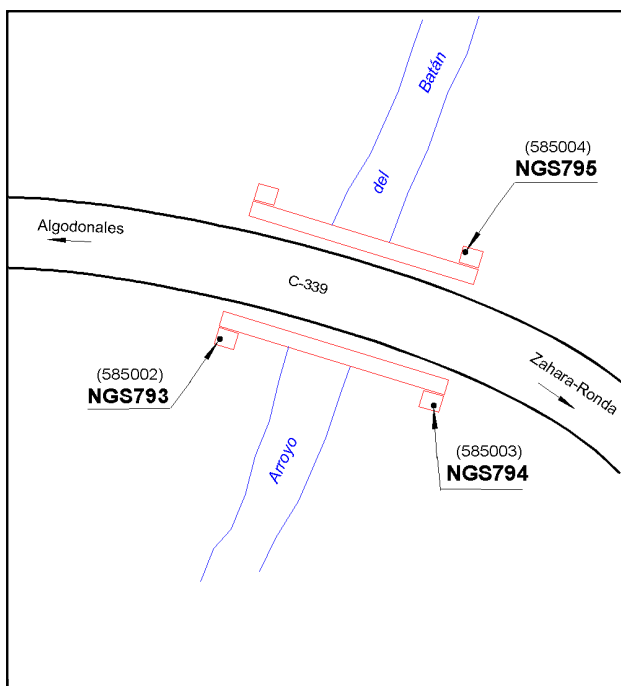 Batán
del
(585004)
NGS795
Algodonales
C-339
(585002)
NGS793
Zahara-Ronda
Arroyo
(585003)
NGS794